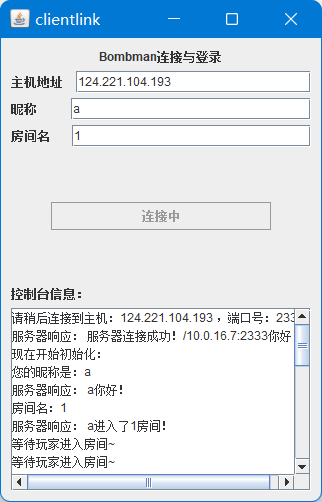 clientlink
Bombman连接与登录
主机地址 124.221.104.193
昵称 a
房间名 1
连接中
控制台信息：
请稍后连接到主机：124.221.104.193 ，端口号：233
服务器响应： 服务器连接成功！/10.0.16.7:2333你好
现在开始初始化：
您的昵称是：a
服务器响应： a你好！
房间名：1
服务器响应： a进入了1房间！
等待玩家进入房间~
等待玩家进入房间~